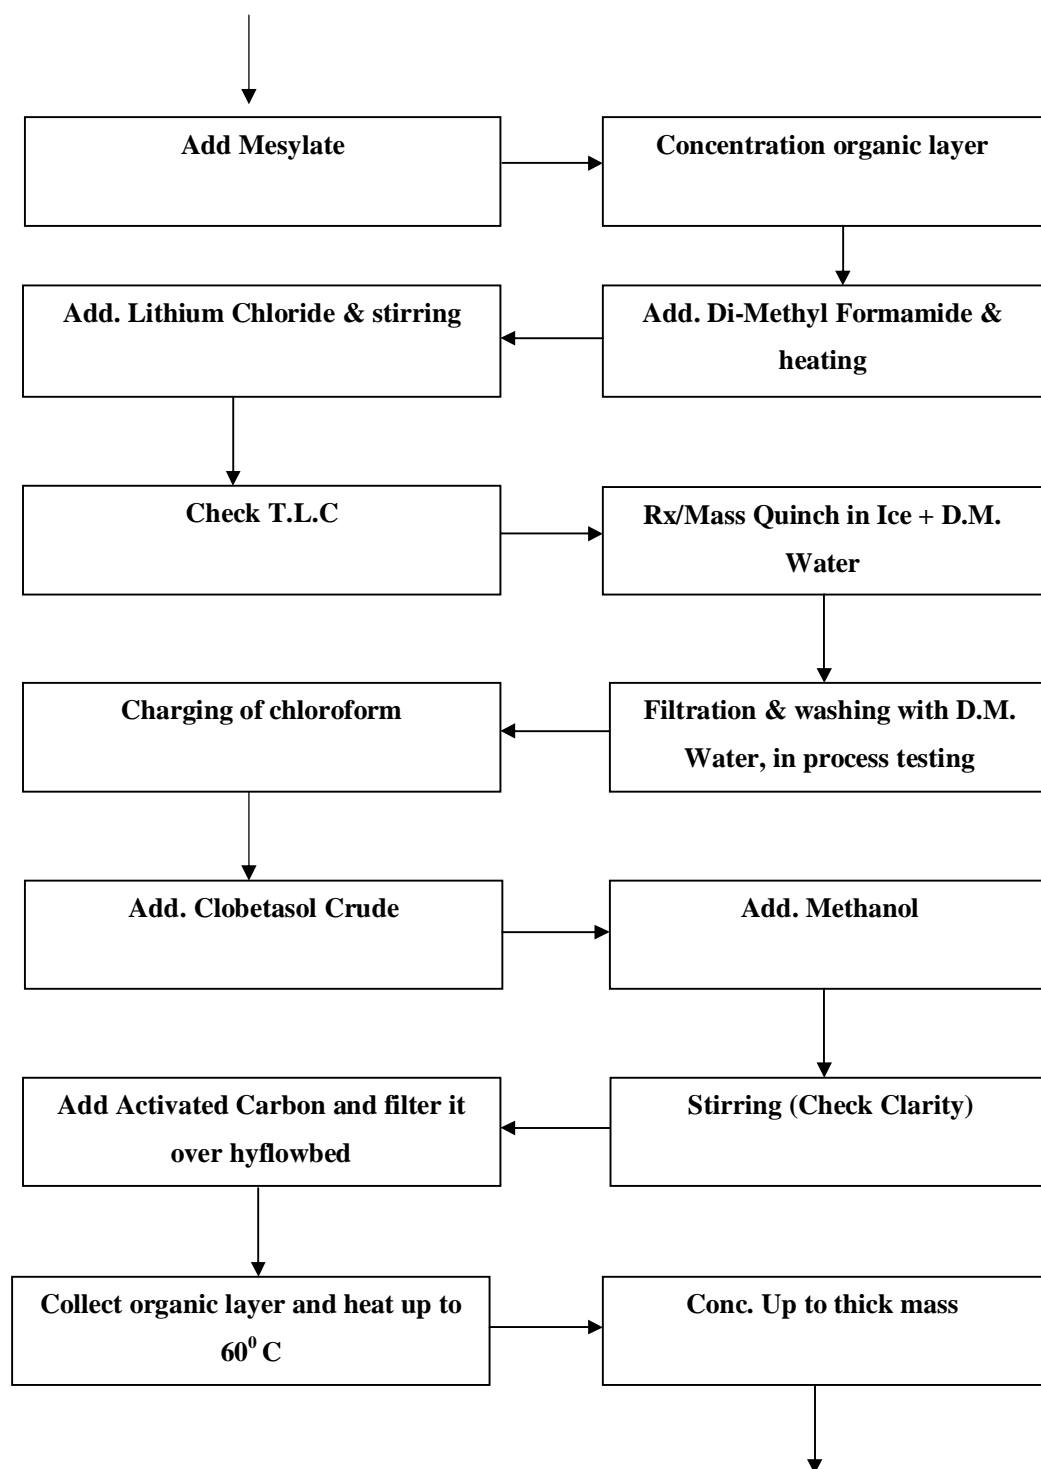 Add Mesylate
Concentration organic layer
Add. Di-Methyl Formamide &
heating
Add. Lithium Chloride & stirring
Check T.L.C
Rx/Mass Quinch in Ice + D.M.
Water
Filtration & washing with D.M.
Water, in process testing
Charging of chloroform
Add. Clobetasol Crude
Add. Methanol
Stirring (Check Clarity)
Add Activated Carbon and filter it
over hyflowbed
Collect organic layer and heat up to
60⁰ C
Conc. Up to thick mass